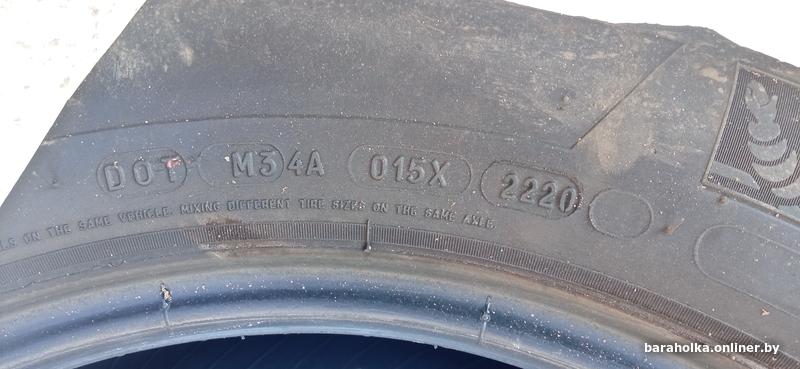 DOT M34A 015X 2220
ON THE SAME VEHICLE. MIXING DIFFERENT TIRE SIZES ON THE SAME AXLE
baraholka.onliner.by